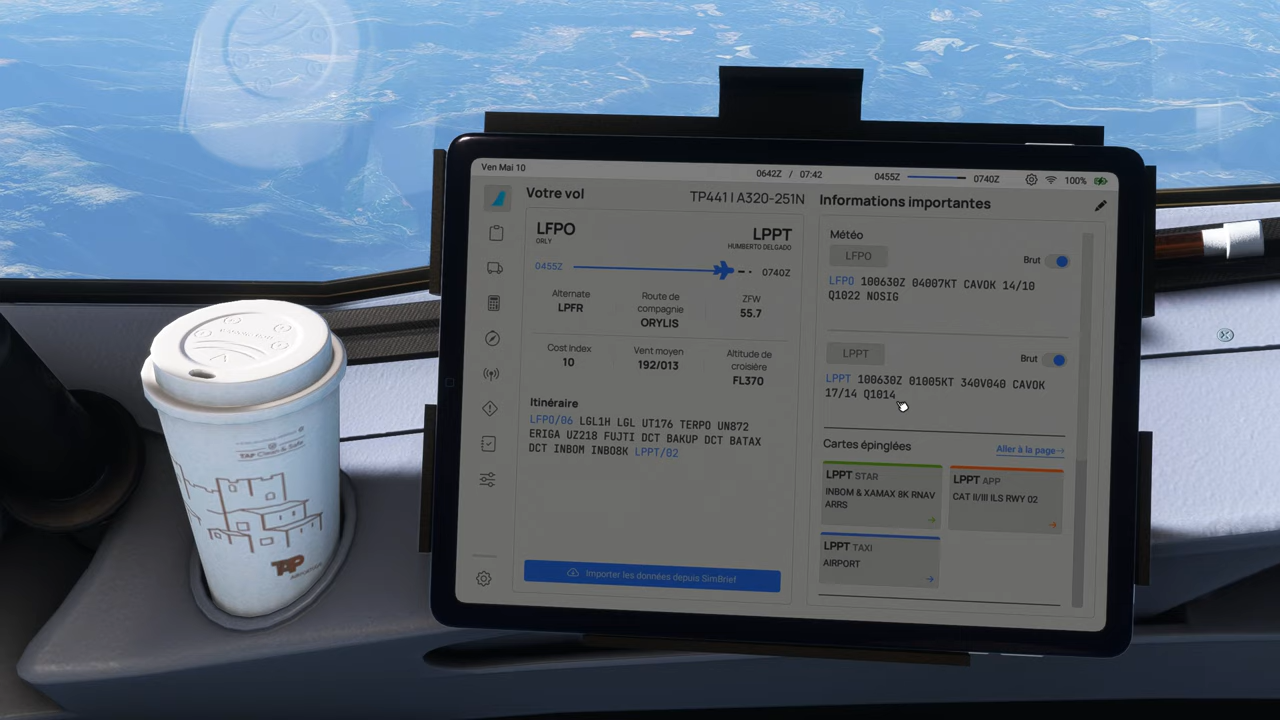 Ven Mai 10
0642Z / 07:42
0455Z
0740Z
100%
Votre vol
TP441 | A320-251N
LFPO
ORLY
LPPT
HUMBERTO DELGADO
0455Z
0740Z
Alternate
LPFR
Route de
compagnie
ORYLIS
ZFW
55.7
Cost Index
10
Vent moyen
192/013
Altitude de
croisière
FL370
Itinéraire
LFPO/06 LGL1H LGL UT176 TERPO UN872
ERIGA UZ218 FUJTI DCT BAKUP DCT BATAX
DCT INBOM INBO8K LPPT/02
Importer les données depuis SimBrief
Informations importantes
Météo
LFPO
Brut
LFPO 100630Z 04007KT CAVOK 14/10
Q1022 NOSIG
LPPT
Brut
LPPT 100630Z 01005KT 340V040 CAVOK
17/14 Q1014
Cartes épinglées
Aller à la page→
LPPT STAR
INBOM & XAMAX 8K RNAV
ARRS
LPPT APP
CAT II/III ILS RWY 02
LPPT TAXI
AIRPORT
TAP Clean & Safe
TAP